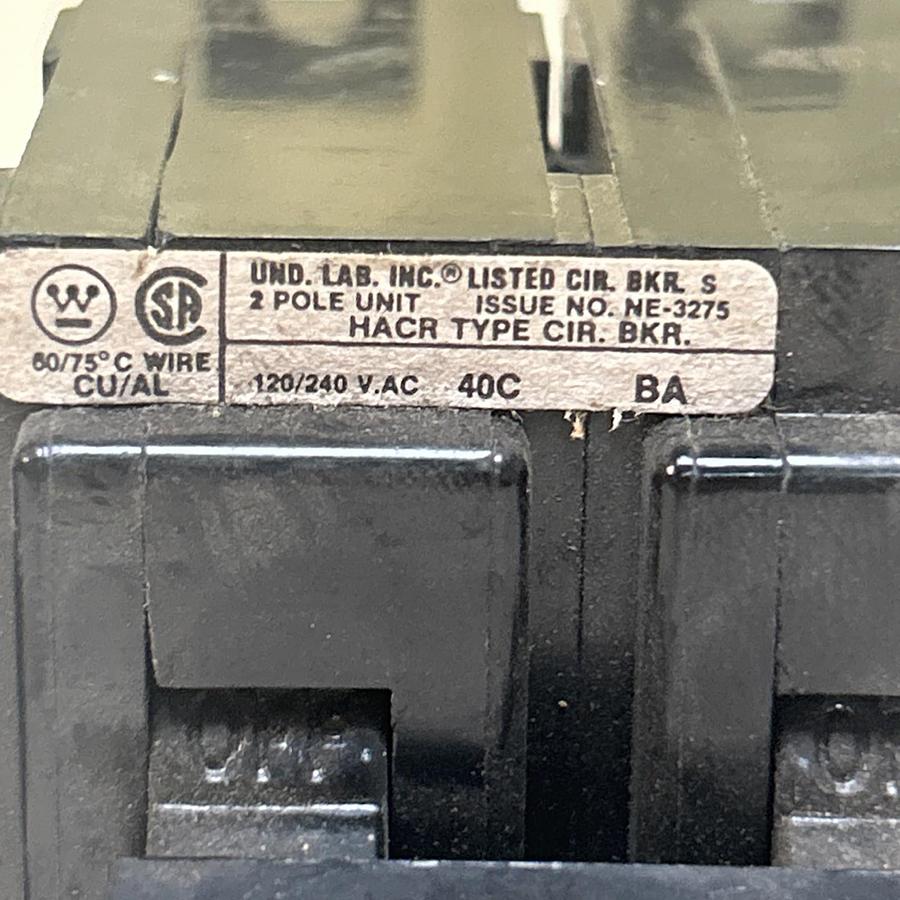 W
SA
60/75° C WIRE
CU/AL
UND. LAB. INC.® LISTED CIR. BKR. S
2 POLE UNIT ISSUE NO. NE-3275
HACR TYPE CIR. BKR.
120/240 V.AC 40C BA